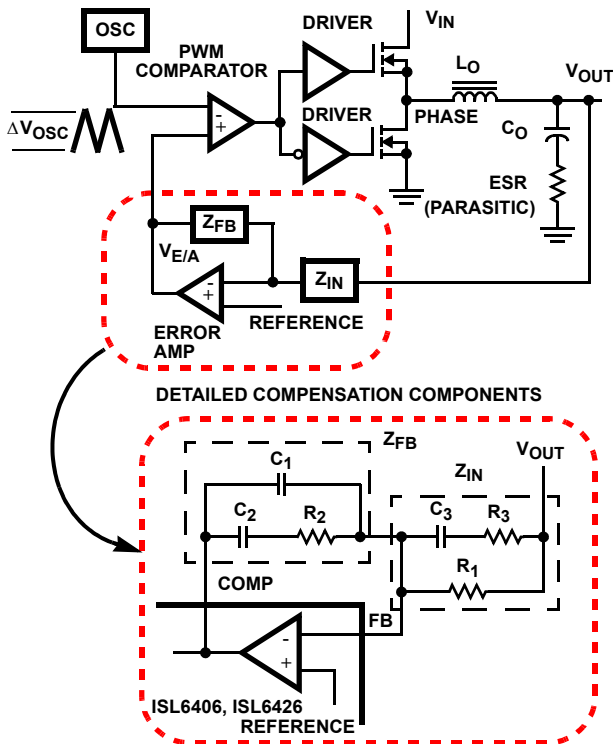 OSC
PWM
COMPARATOR
DRIVER
VIN
LO
VOUT
ΔVOSC
-
+
DRIVER
PHASE
CO
ESR
(PARASITIC)
ZFB
VE/A
ZIN
-
+
REFERENCE
ERROR
AMP
DETAILED COMPENSATION COMPONENTS
ZFB
VOUT
C1
ZIN
C2
R2
C3
R3
R1
COMP
FB
-
+
ISL6406, ISL6426
REFERENCE